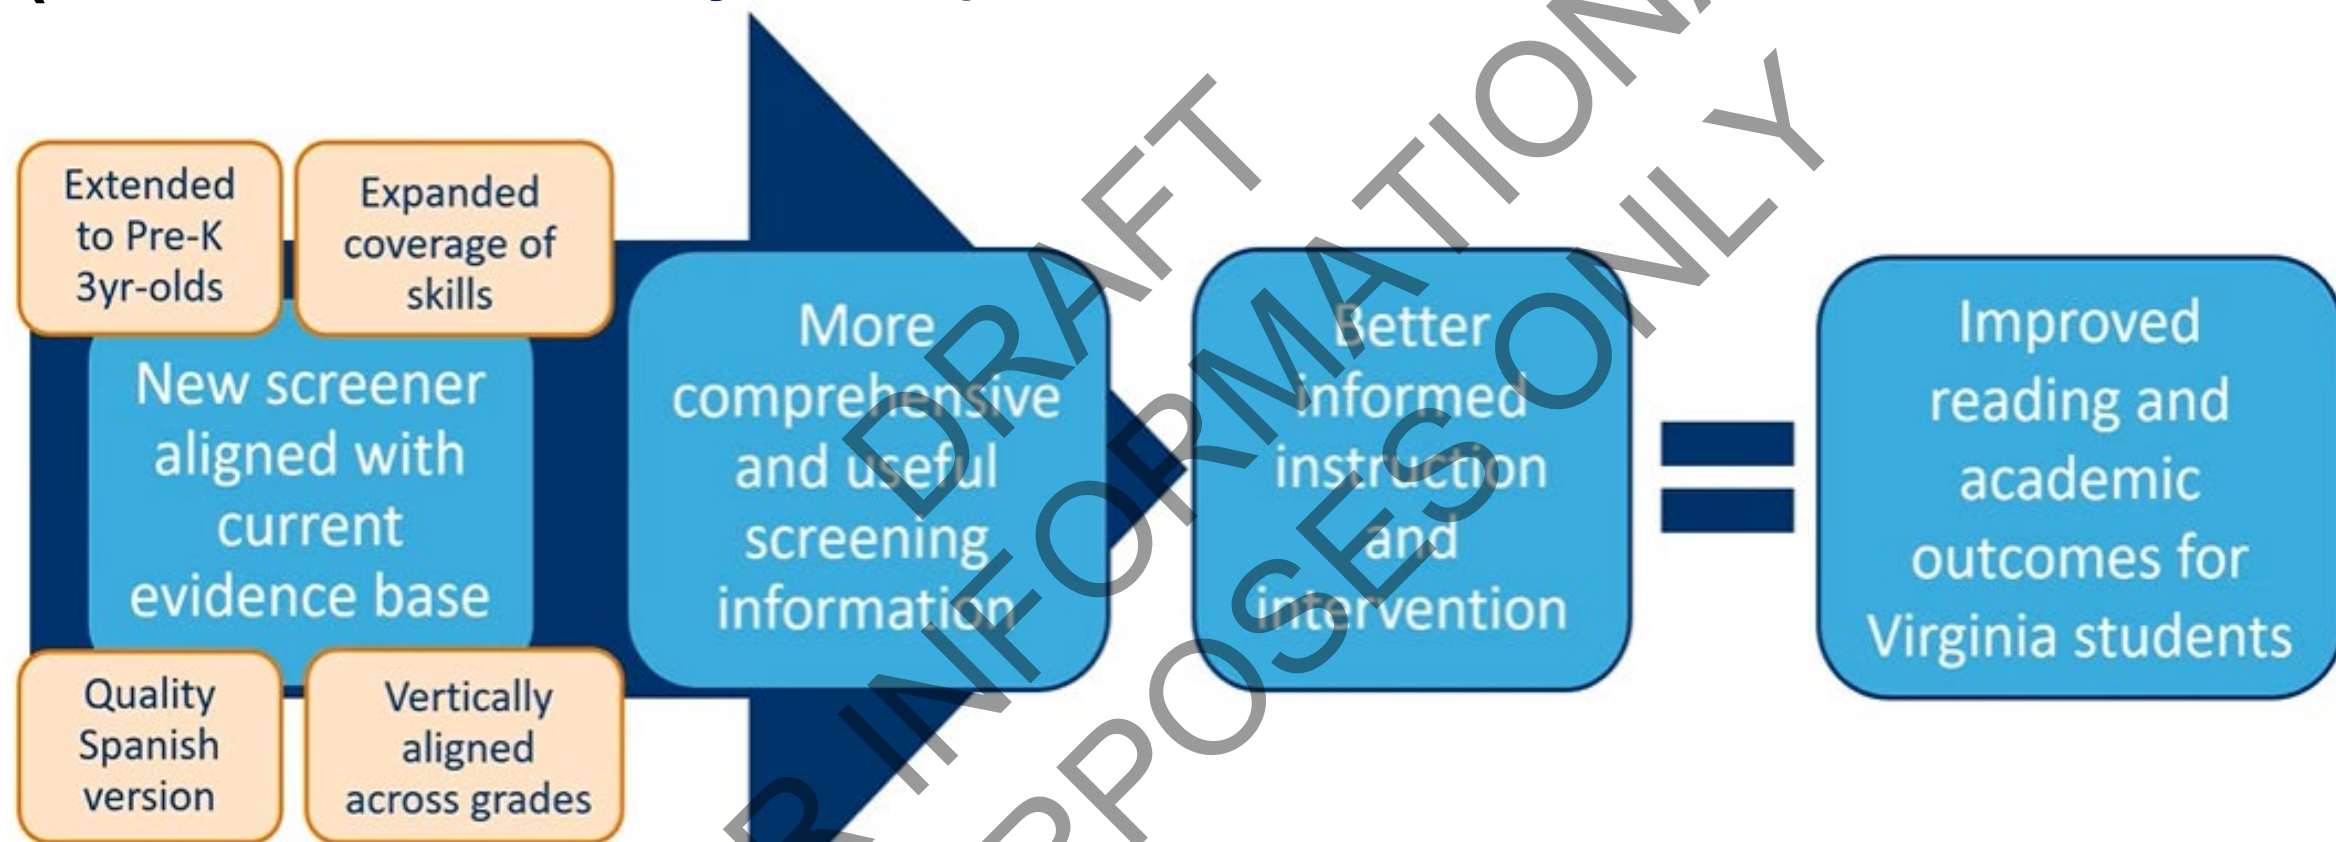 Extended
to Pre-K
3yr-olds
Expanded
coverage of
skills
New screener
aligned with
current
evidence base
Quality
Spanish
version
Vertically
aligned
across grades
More
comprehensive
and useful
screening
information
Better
informed
instruction
and
intervention
=
Improved
reading and
academic
outcomes for
Virginia students
DRAFT
INFORMATION
ONLY